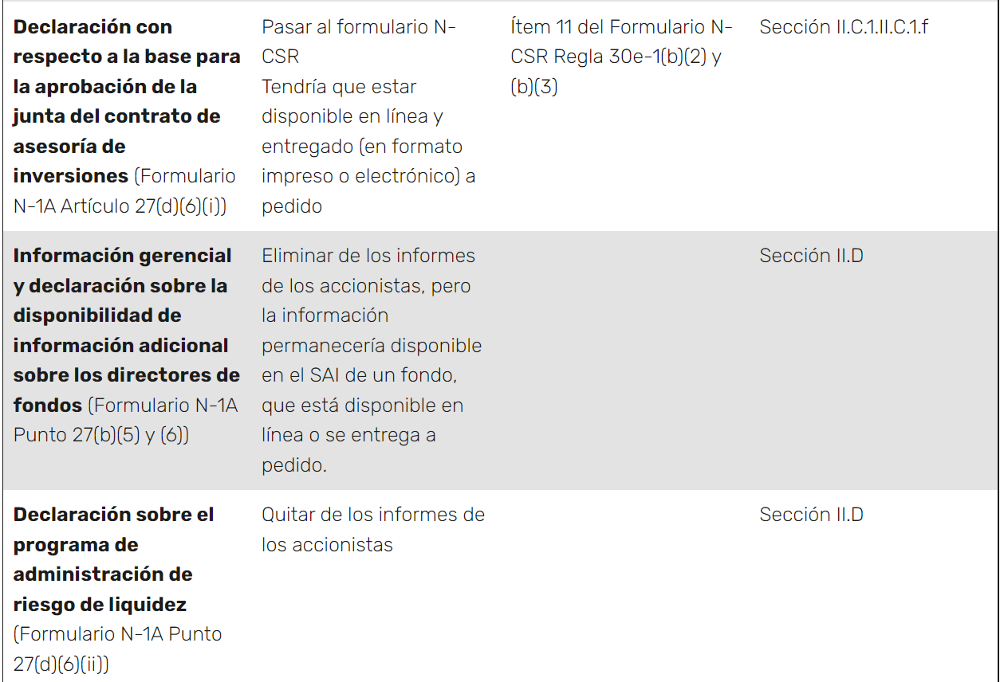 Declaración con
respecto a la base para
la aprobación de la
junta del contrato de
asesoría de
inversiones (Formulario
N-1A Artículo 27(d)(6)(i))
Pasar al formulario N-
CSR
Tendría que estar
disponible en línea y
entregado (en formato
impreso o electrónico) a
pedido
Ítem 11 del Formulario N-
CSR Regla 30e-1(b)(2) y
(b)(3)
Sección II.C.1.II.C.1.f
Información gerencial
y declaración sobre la
disponibilidad de
información adicional
sobre los directores de
fondos (Formulario N-1A
Punto 27(b)(5) y (6))
Eliminar de los informes
de los accionistas, pero
la información
permanecería disponible
en el SAI de un fondo,
que está disponible en
línea o se entrega a
pedido.
Sección II.D
Declaración sobre el
programa de
administración de
riesgo de liquidez
(Formulario N-1A Punto
27(d)(6)(ii))
Quitar de los informes de
los accionistas
Sección II.D